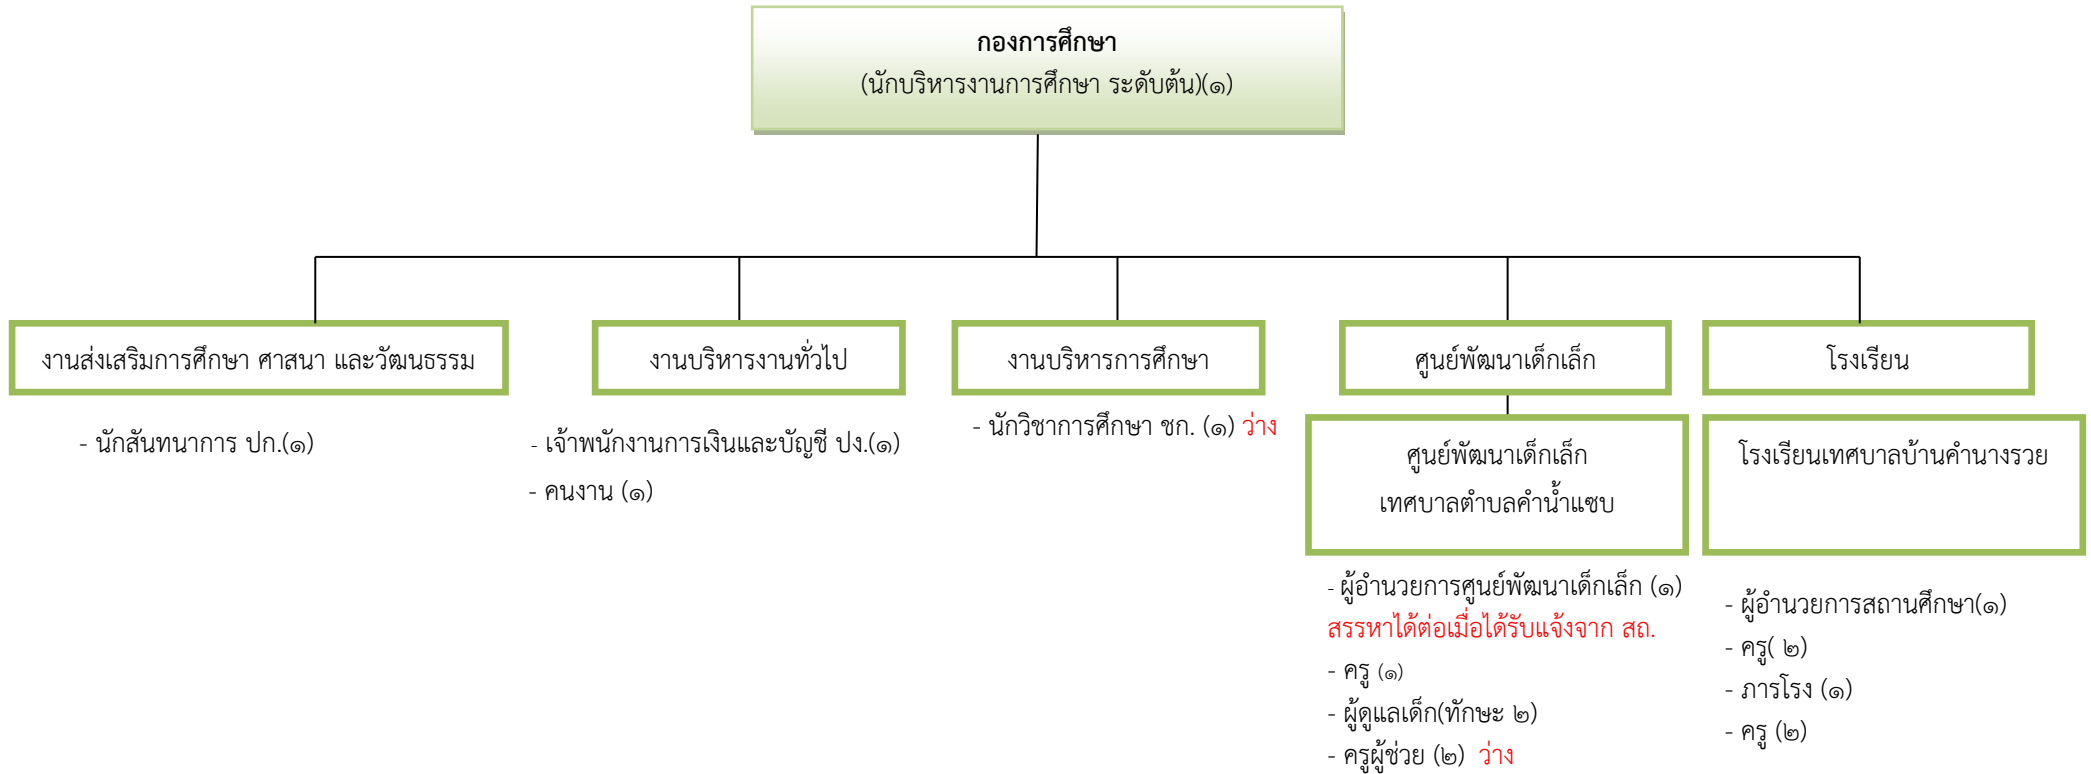 กองการศึกษา
(นักบริหารงานการศึกษา ระดับต้น)(๑)
งานส่งเสริมการศึกษา ศาสนา และวัฒนธรรม
- นักสันทนาการ ปก.(๑)
งานบริหารงานทั่วไป
- เจ้าพนักงานการเงินและบัญชี ปง.(๑)
- คนงาน (๑)
งานบริหารการศึกษา
- นักวิชาการศึกษา ชก. (๑) ว่าง
ศูนย์พัฒนาเด็กเล็ก
ศูนย์พัฒนาเด็กเล็ก
เทศบาลตำบลคำน้ำแซบ
- ผู้อำนวยการศูนย์พัฒนาเด็กเล็ก (๑)
สรรหาได้ต่อเมื่อได้รับแจ้งจาก สถ.
- ครู (๑)
- ผู้ดูแลเด็ก(ทักษะ ๒)
- ครูผู้ช่วย (๒) ว่าง
โรงเรียน
โรงเรียนเทศบาลบ้านคำนางรวย
- ผู้อำนวยการสถานศึกษา(๑)
- ครู( ๒)
- ภารโรง (๑)
- ครู (๒)